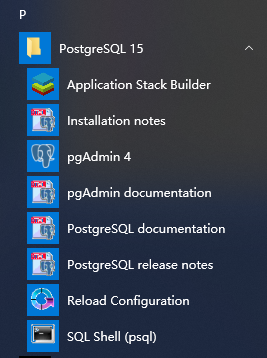 P
PostgreSQL 15
Application Stack Builder
Installation notes
pgAdmin 4
pgAdmin documentation
PostgreSQL documentation
PostgreSQL release notes
Reload Configuration
SQL Shell (psql)